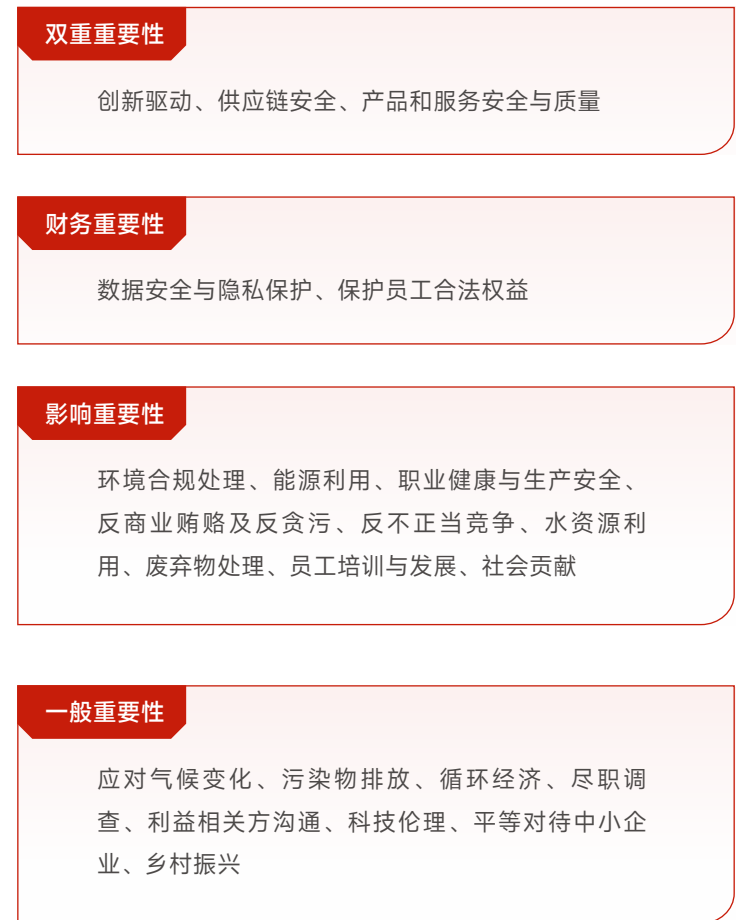 双重重要性
创新驱动、供应链安全、产品和服务安全与质量
财务重要性
数据安全与隐私保护、保护员工合法权益
影响重要性
环境合规处理、能源利用、职业健康与生产安全、
反商业贿赂及反贪污、反不正当竞争、水资源利
用、废弃物处理、员工培训与发展、社会贡献
一般重要性
应对气候变化、污染物排放、循环经济、尽职调
查、利益相关方沟通、科技伦理、平等对待中小企
业、乡村振兴